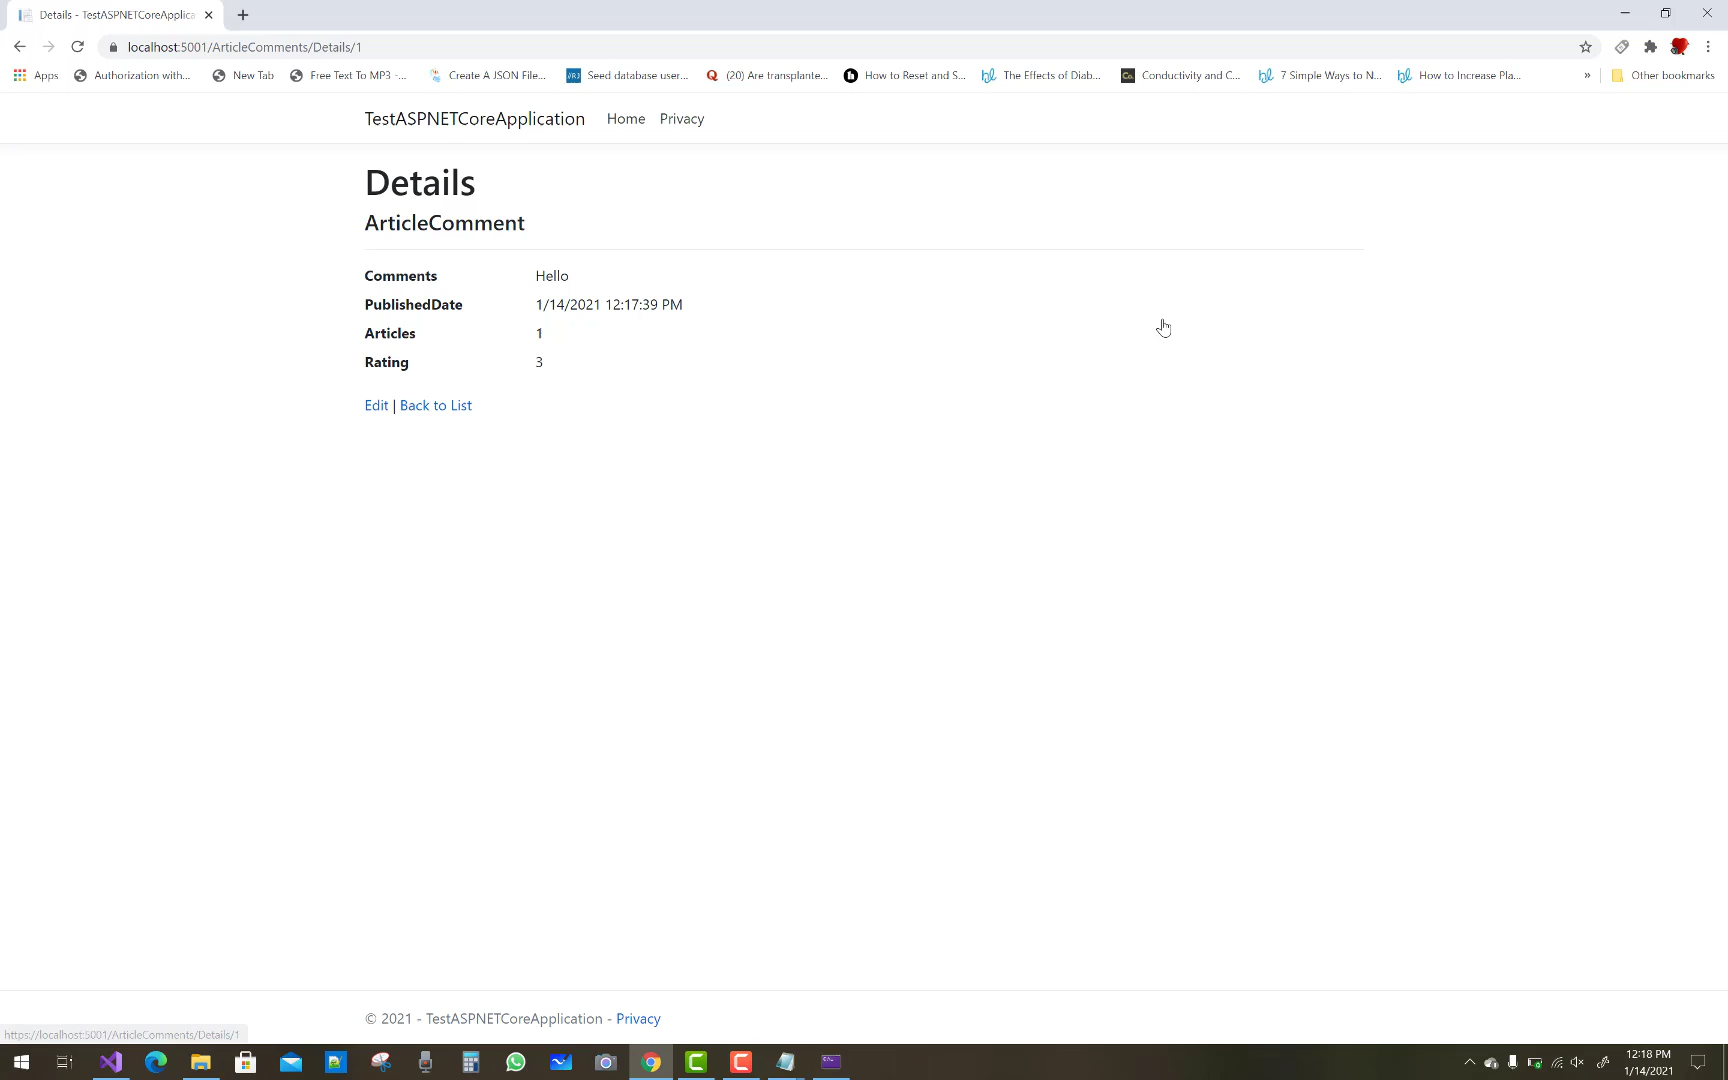 Details - TestASPNETCoreApplica
localhost:5001/ArticleComments/Details/1
Apps Authorization with... New Tab Free Text To MP3 -... Create A JSON File... Seed database user... (20) Are transplante... How to Reset and S... The Effects of Diab... Conductivity and C... 7 Simple Ways to N... How to Increase Pla... » Other bookmarks
TestASPNETCoreApplication Home Privacy
Details
ArticleComment
Comments Hello
PublishedDate 1/14/2021 12:17:39 PM
Articles 1
Rating 3
Edit | Back to List
© 2021 - TestASPNETCoreApplication - Privacy
https://localhost:5001/ArticleComments/Details/1
12:18 PM
1/14/2021